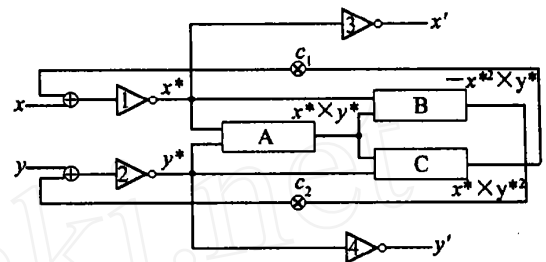 3 x′
c₁
−x*² × y*
x ⊕ 1 x* B
x* × y*
A
y ⊕ 2 y* C
c₂ x* × y*²
4 y′